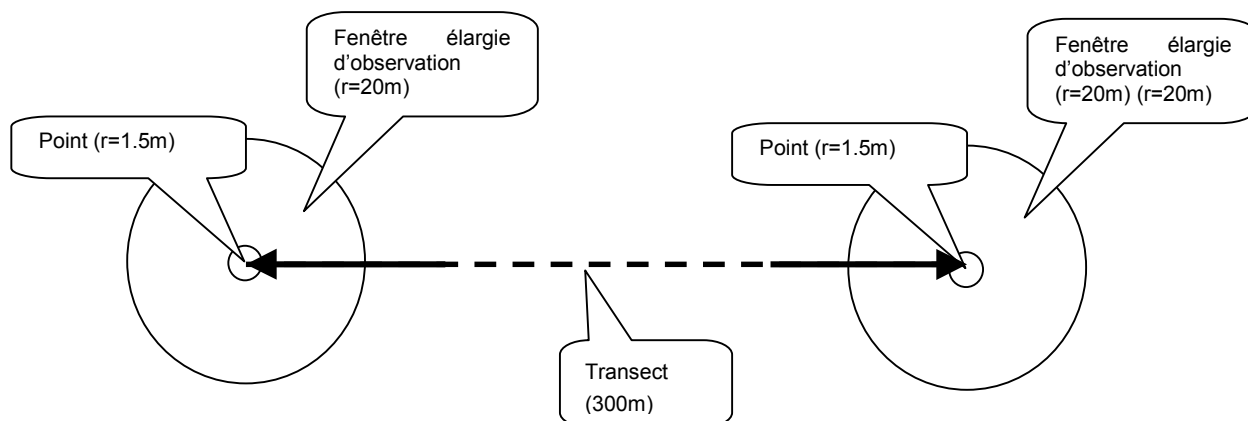 Fenêtre élargie
d'observation
(r=20m)
Fenêtre élargie
d'observation
(r=20m) (r=20m)
Point (r=1.5m)
Point (r=1.5m)
Transect
(300m)